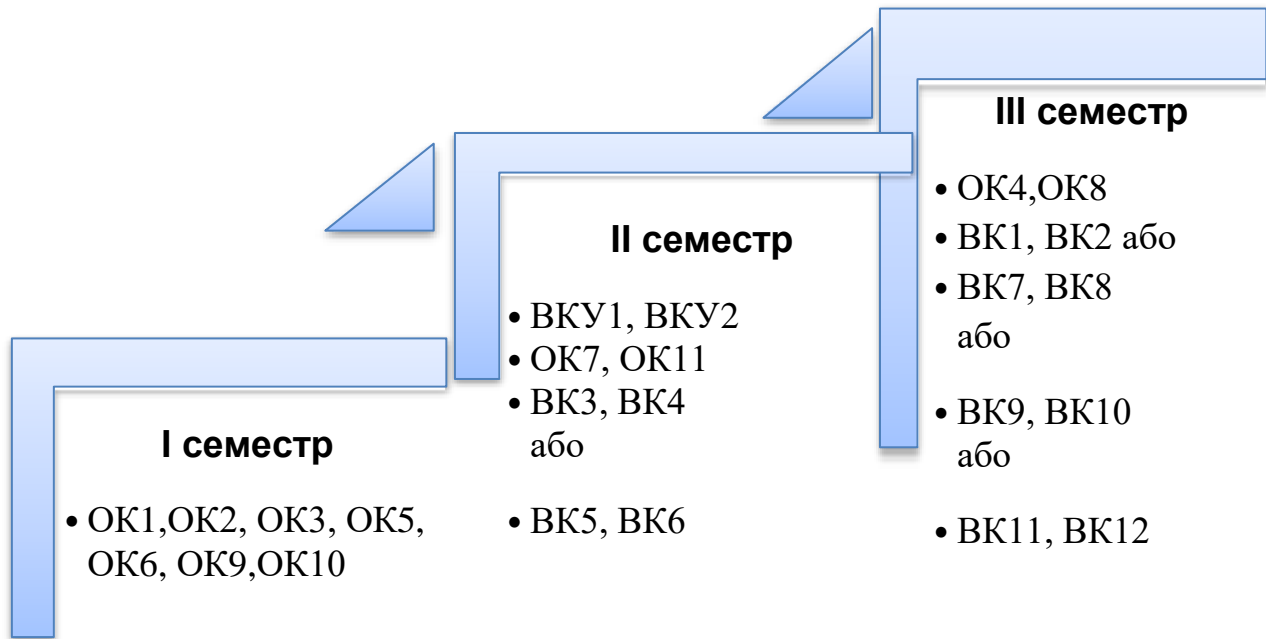 I семестр
• ОК1,ОК2, ОК3, ОК5,
ОК6, ОК9,ОК10
II семестр
• ВКУ1, ВКУ2
• ОК7, ОК11
• ВК3, ВК4
або
• ВК5, ВК6
III семестр
• ОК4,ОК8
• ВК1, ВК2 або
• ВК7, ВК8
або
• ВК9, ВК10
або
• ВК11, ВК12